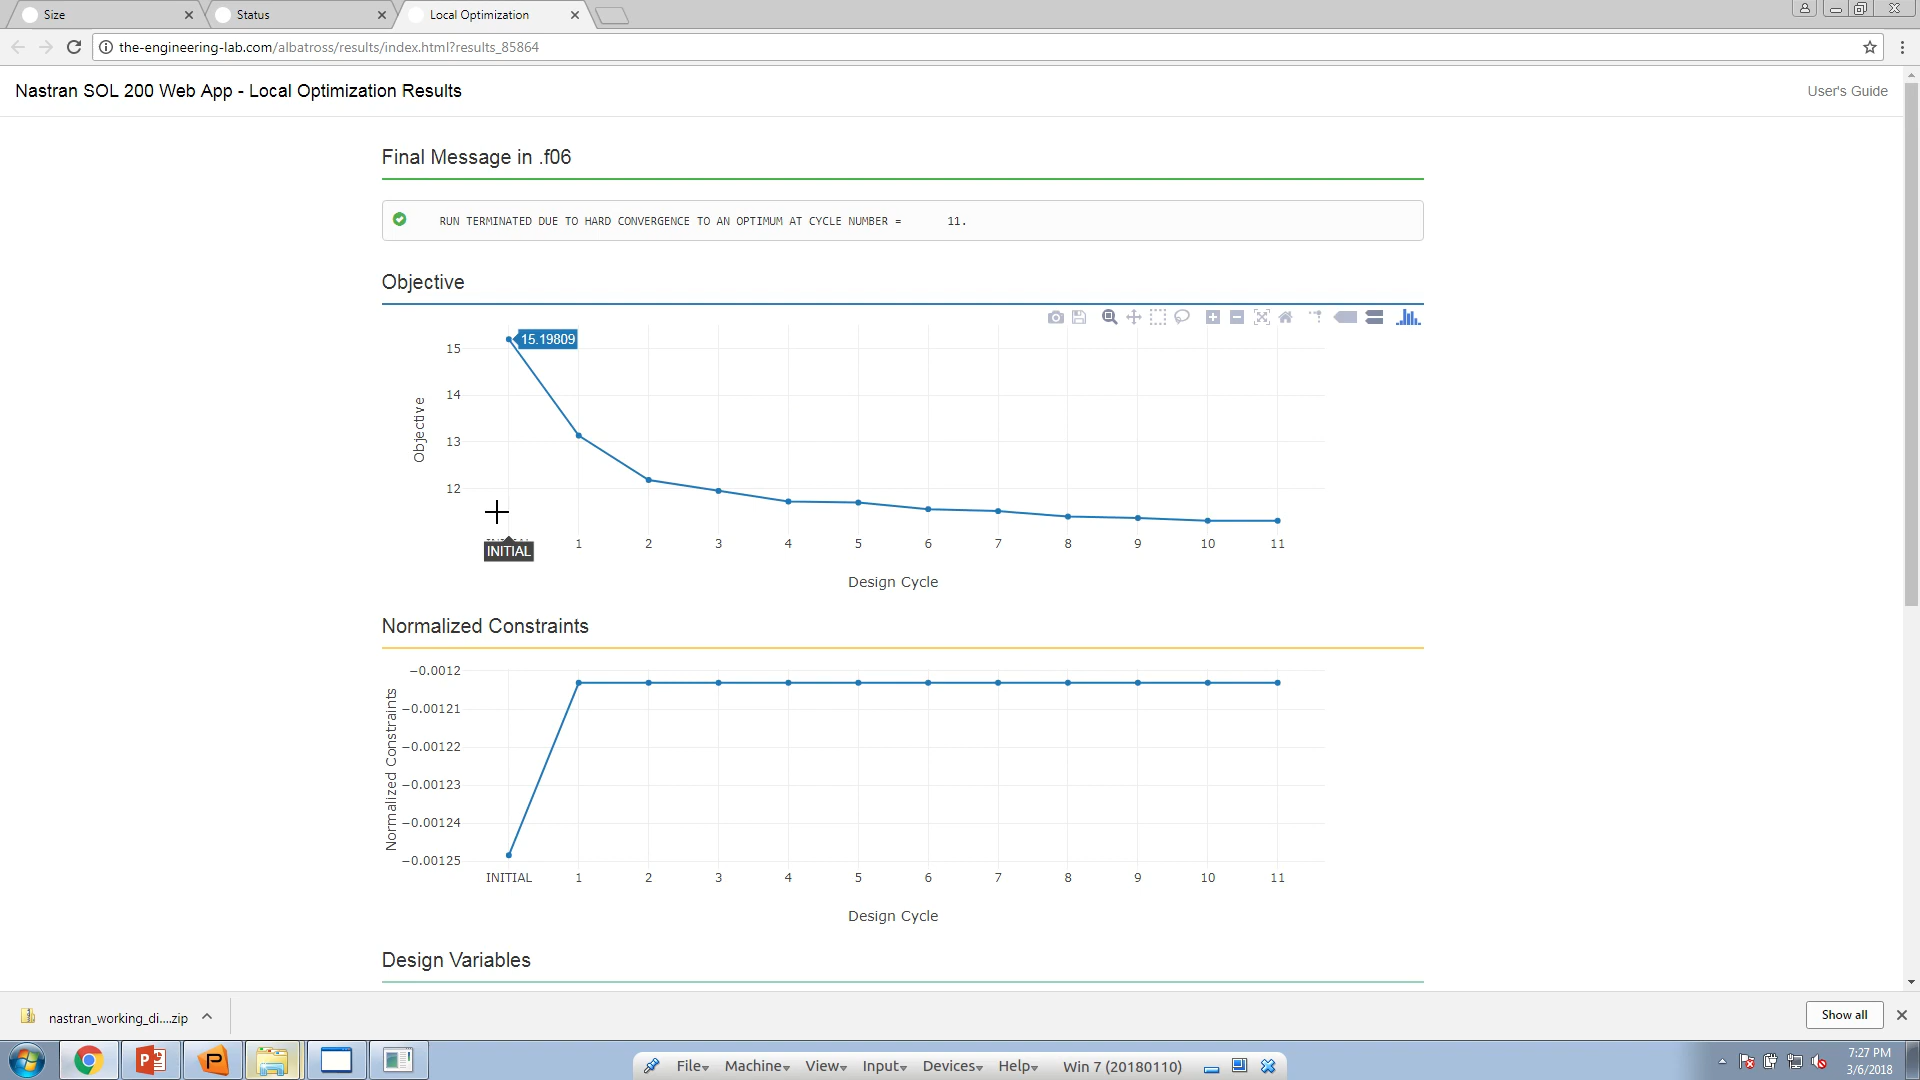 Size
Status
Local Optimization
the-engineering-lab.com/albatross/results/index.html?results_85864
Nastran SOL 200 Web App - Local Optimization Results
User's Guide
Final Message in .f06
RUN TERMINATED DUE TO HARD CONVERGENCE TO AN OPTIMUM AT CYCLE NUMBER = 11.
Objective
15.19809
15
14
13
12
Objective
INITIAL
1 2 3 4 5 6 7 8 9 10 11
Design Cycle
Normalized Constraints
−0.0012
−0.00121
−0.00122
−0.00123
−0.00124
−0.00125
Normalized Constraints
INITIAL 1 2 3 4 5 6 7 8 9 10 11
Design Cycle
Design Variables
nastran_working_di....zip
Show all
File Machine View Input Devices Help Win 7 (20180110)
7:27 PM
3/6/2018